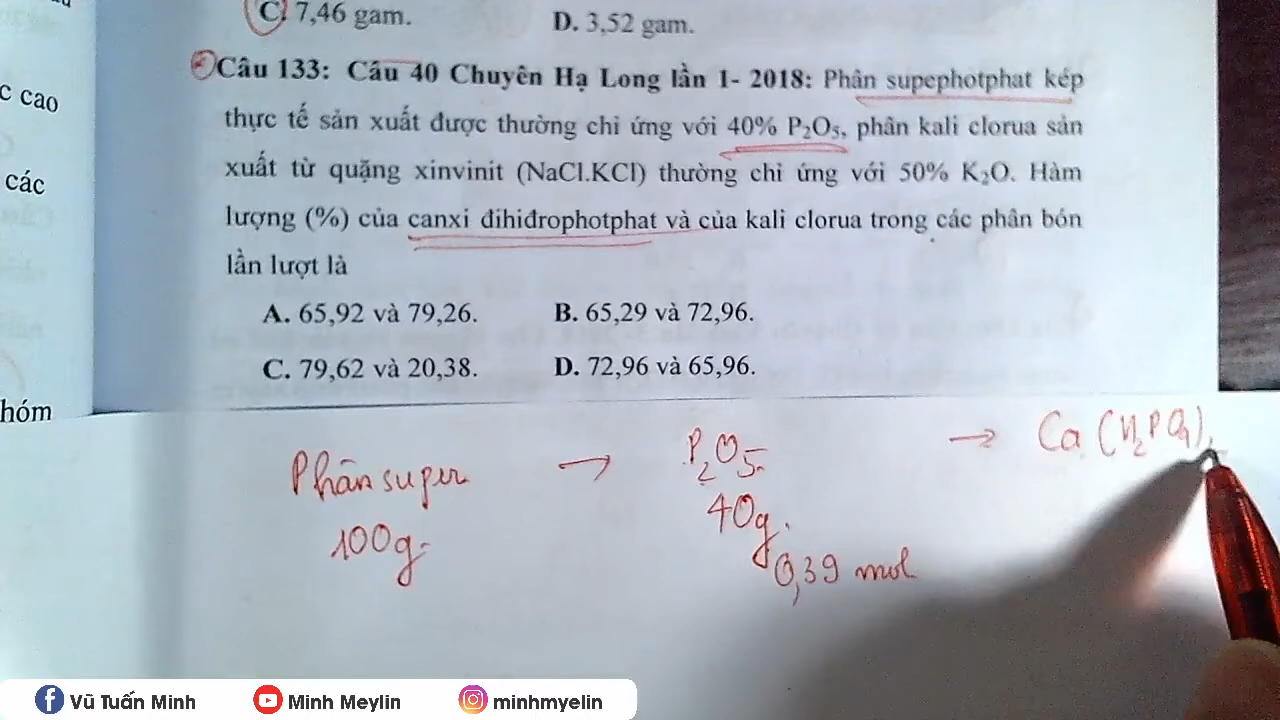 C. 7,46 gam. D. 3,52 gam.
Câu 133: Câu 40 Chuyên Hạ Long lần 1- 2018: Phân supephotphat kép
c cao
thực tế sản xuất được thường chỉ ứng với 40% P₂O₅, phân kali clorua sản
các
xuất từ quặng xinvinit (NaCl.KCl) thường chỉ ứng với 50% K₂O. Hàm
lượng (%) của canxi đihiđrophotphat và của kali clorua trong các phân bón
lần lượt là
A. 65,92 và 79,26. B. 65,29 và 72,96.
C. 79,62 và 20,38. D. 72,96 và 65,96.
hóm
Phân super → P₂O₅ → Ca(H₂PO₄)₂
100g 40g
0,39 mol
Vũ Tuấn Minh Minh Meylin minhmyelin